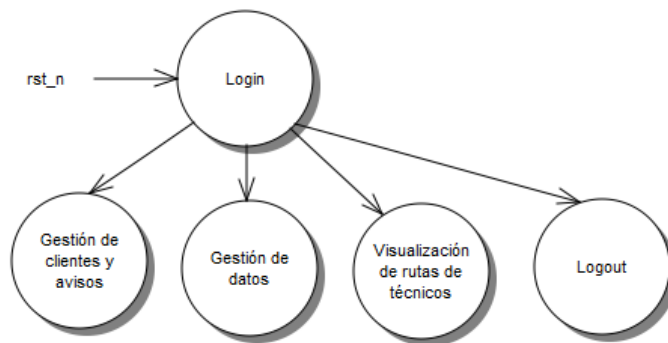 rst_n
Login
Gestión de
clientes y
avisos
Gestión de
datos
Visualización
de rutas de
técnicos
Logout